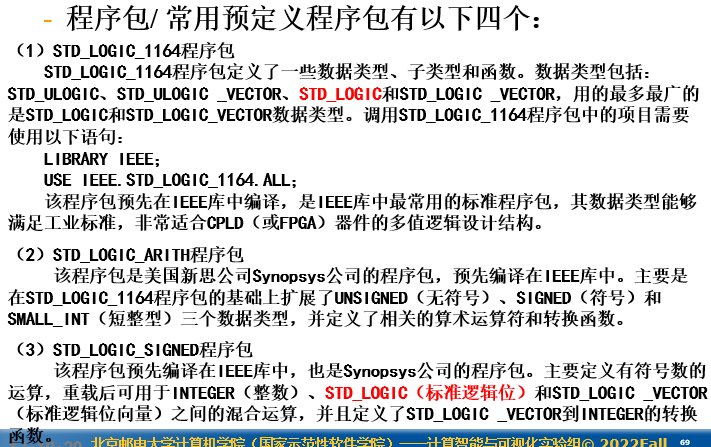 - 程序包/ 常用预定义程序包有以下四个：
（1）STD_LOGIC_1164程序包
STD_LOGIC_1164程序包定义了一些数据类型、子类型和函数。数据类型包括：
STD_ULOGIC、STD_ULOGIC _VECTOR、STD_LOGIC和STD_LOGIC _VECTOR，用的最多最广的
是STD_LOGIC和STD_LOGIC_VECTOR数据类型。调用STD_LOGIC_1164程序包中的项目需要
使用以下语句：
LIBRARY IEEE；
USE IEEE.STD_LOGIC_1164.ALL；
该程序包预先在IEEE库中编译，是IEEE库中最常用的标准程序包，其数据类型能够
满足工业标准，非常适合CPLD（或FPGA）器件的多值逻辑设计结构。
（2）STD_LOGIC_ARITH程序包
该程序包是美国新思公司Synopsys公司的程序包，预先编译在IEEE库中。主要是
在STD_LOGIC_1164程序包的基础上扩展了UNSIGNED（无符号）、SIGNED（符号）和
SMALL_INT（短整型）三个数据类型，并定义了相关的算术运算符和转换函数。
（3）STD_LOGIC_SIGNED程序包
该程序包预先编译在IEEE库中，也是Synopsys公司的程序包。主要定义有符号数的
运算，重载后可用于INTEGER（整数）、STD_LOGIC（标准逻辑位）和STD_LOGIC _VECTOR
（标准逻辑位向量）之间的混合运算，并且定义了STD_LOGIC _VECTOR到INTEGER的转换
函数。
北京邮电大学计算机学院（国家示范性软件学院）——计算智能与可视化实验组© 2022Fall 69